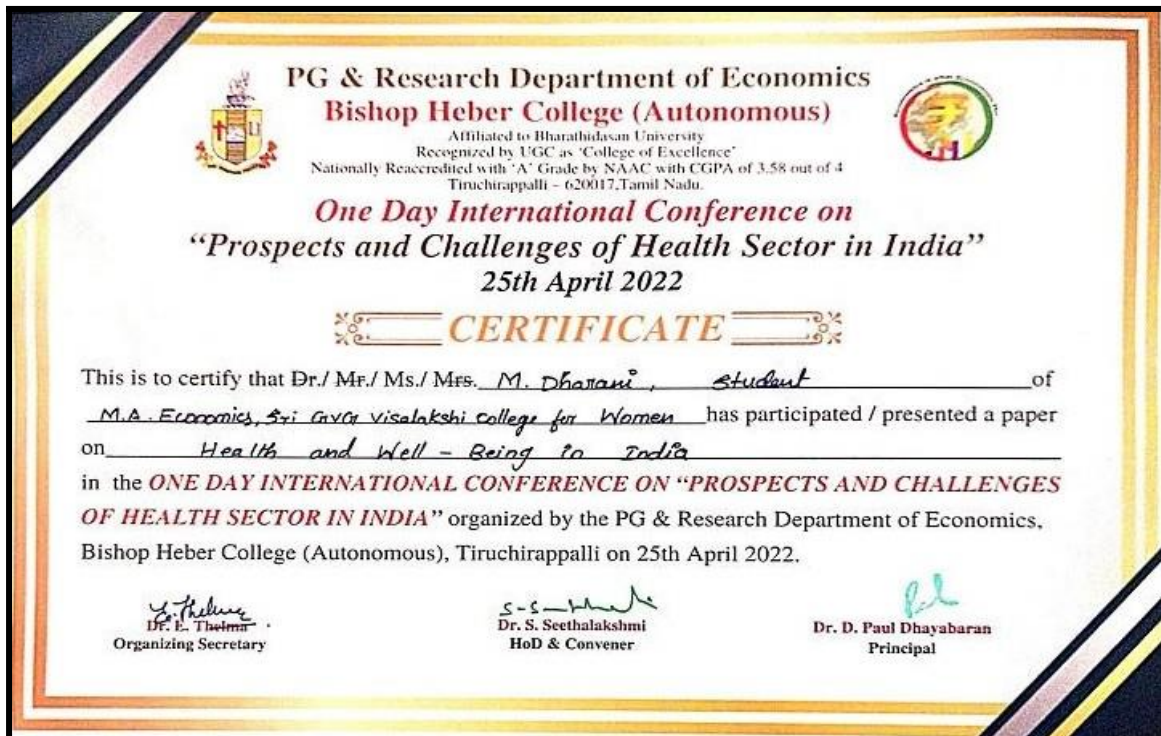 PG & Research Department of Economics
Bishop Heber College (Autonomous)
Affiliated to Bharathidasan University
Recognized by UGC as 'College of Excellence'
Nationally Reaccredited with 'A' Grade by NAAC with CGPA of 3.58 out of 4
Tiruchirappalli – 620017,Tamil Nadu.
One Day International Conference on
“Prospects and Challenges of Health Sector in India”
25th April 2022
CERTIFICATE
This is to certify that Dr./ Mr./ Ms./ Mrs. M. Dharani, Student of
M.A. Economics, Sri GVG Visalakshi College for Women has participated / presented a paper
on Health and Well - Being in India
in the ONE DAY INTERNATIONAL CONFERENCE ON “PROSPECTS AND CHALLENGES
OF HEALTH SECTOR IN INDIA” organized by the PG & Research Department of Economics,
Bishop Heber College (Autonomous), Tiruchirappalli on 25th April 2022.
E. Thelma
Dr. E. Thelma
Organizing Secretary
Dr. S. Seethalakshmi
HoD & Convener
Dr. D. Paul Dhayabaran
Principal